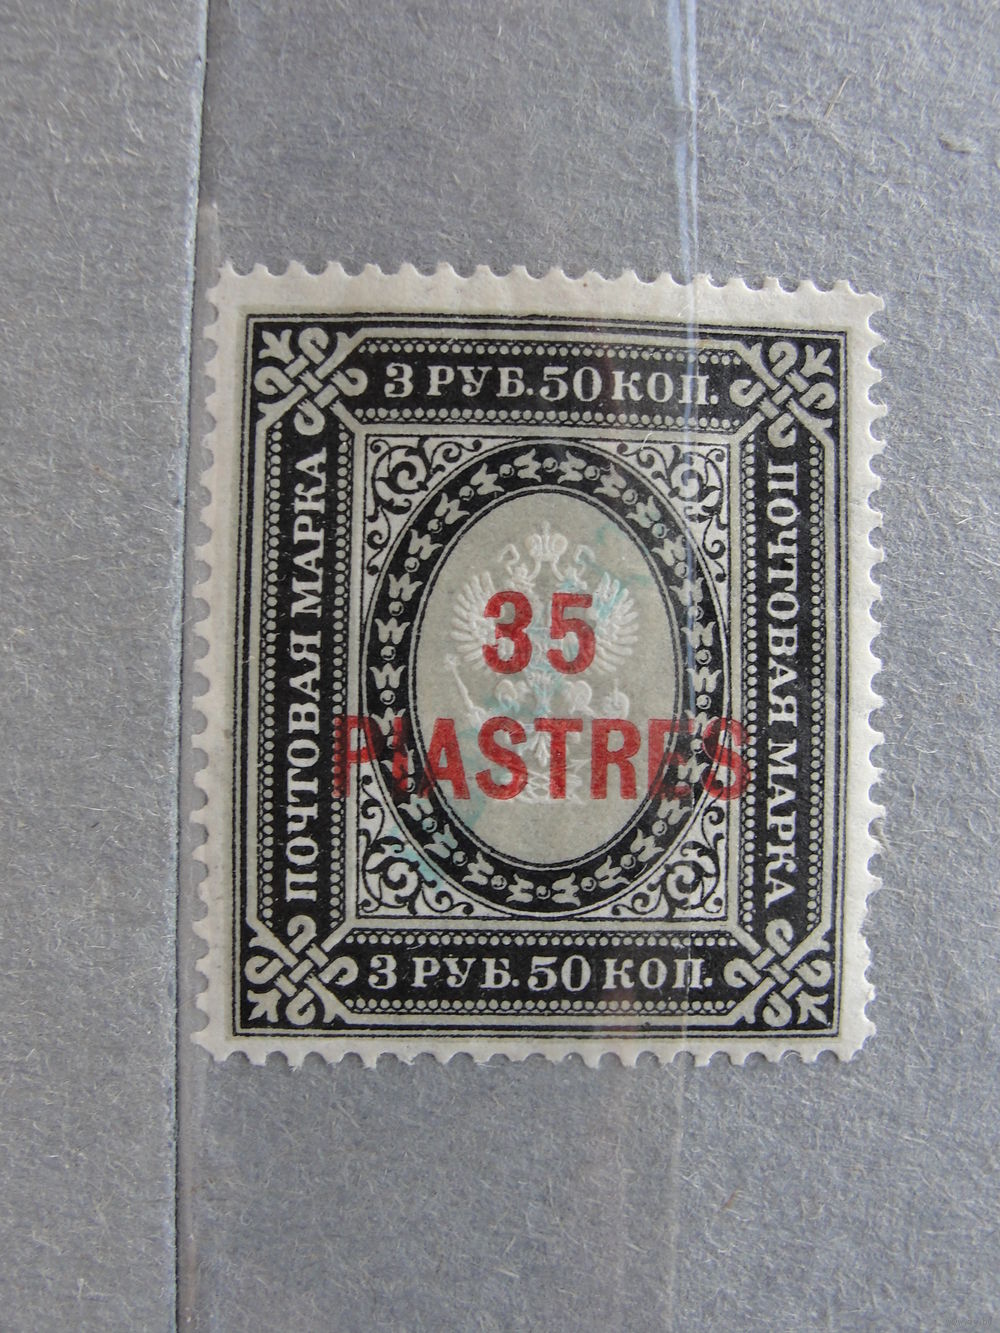 3 РУБ. 50 КОП.
ПОЧТОВАЯ МАРКА
35
PIASTRES
ПОЧТОВАЯ МАРКА
3 РУБ. 50 КОП.